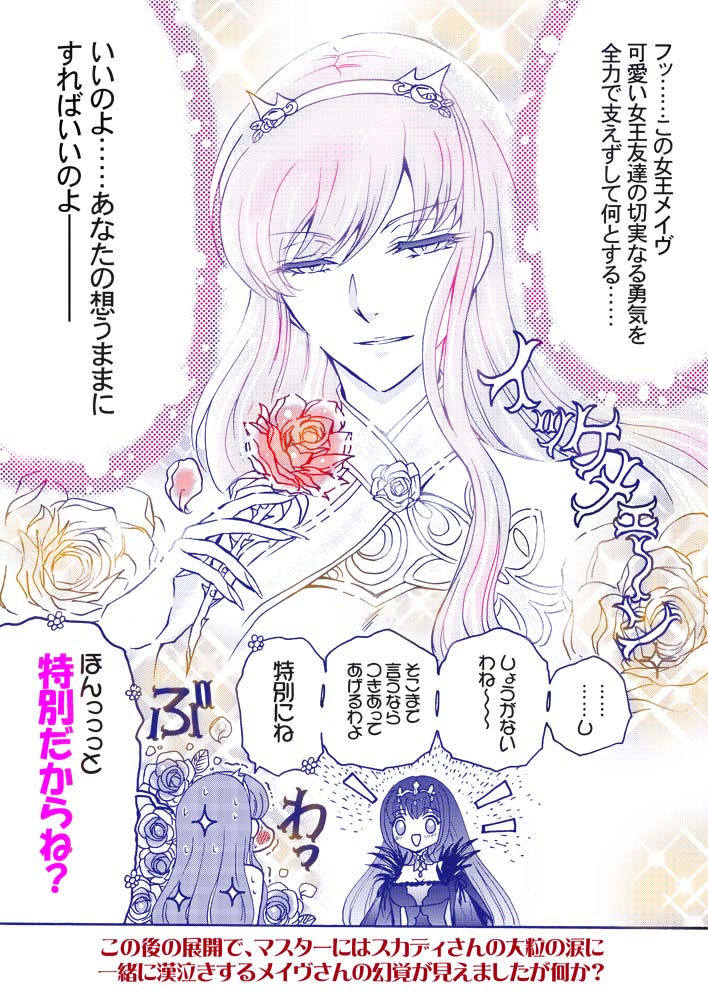 フッ……この女王メイヴ
可愛い女王友達の切実なる勇気を
全力で支えずして何とする……
いいのよ……あなたの想うままに
すればいいのよ―――
イッケメェ〜ン
………し
しょうがない
わね〜〜〜
そこまで
言うなら
つきあって
あげるわよ
特別にね
ぶ
わっ
ほんっっっと
特別だからね？
この後の展開で、マスターにはスカディさんの大粒の涙に
一緒に漢泣きするメイヴさんの幻覚が見えましたが何か？